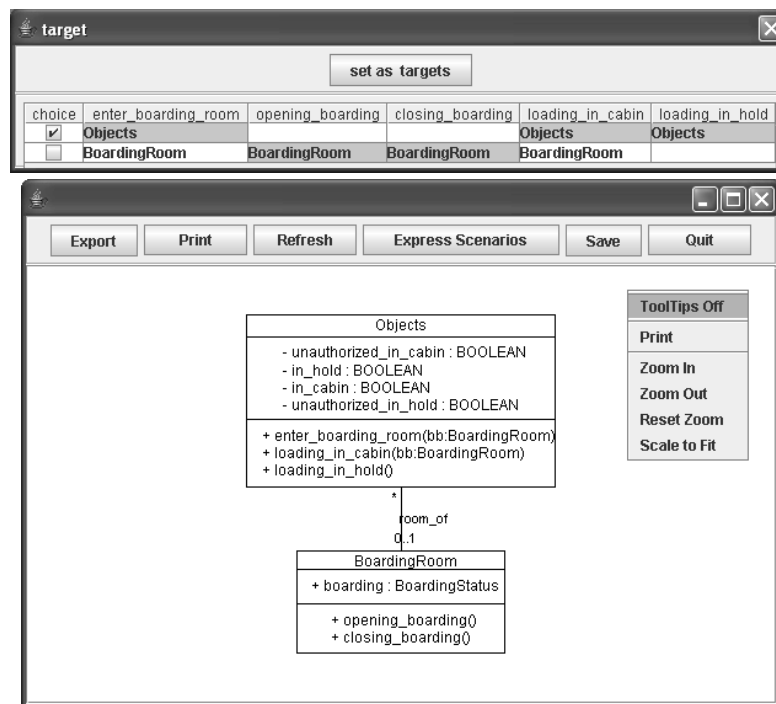 target
set as targets
choice enter_boarding_room opening_boarding closing_boarding loading_in_cabin loading_in_hold
Objects Objects Objects
BoardingRoom BoardingRoom BoardingRoom BoardingRoom
Export Print Refresh Express Scenarios Save Quit
ToolTips Off
Print
Zoom In
Zoom Out
Reset Zoom
Scale to Fit
Objects
- unauthorized_in_cabin : BOOLEAN
- in_hold : BOOLEAN
- in_cabin : BOOLEAN
- unauthorized_in_hold : BOOLEAN
+ enter_boarding_room(bb:BoardingRoom)
+ loading_in_cabin(bb:BoardingRoom)
+ loading_in_hold()
*
room_of
0..1
BoardingRoom
+ boarding : BoardingStatus
+ opening_boarding()
+ closing_boarding()